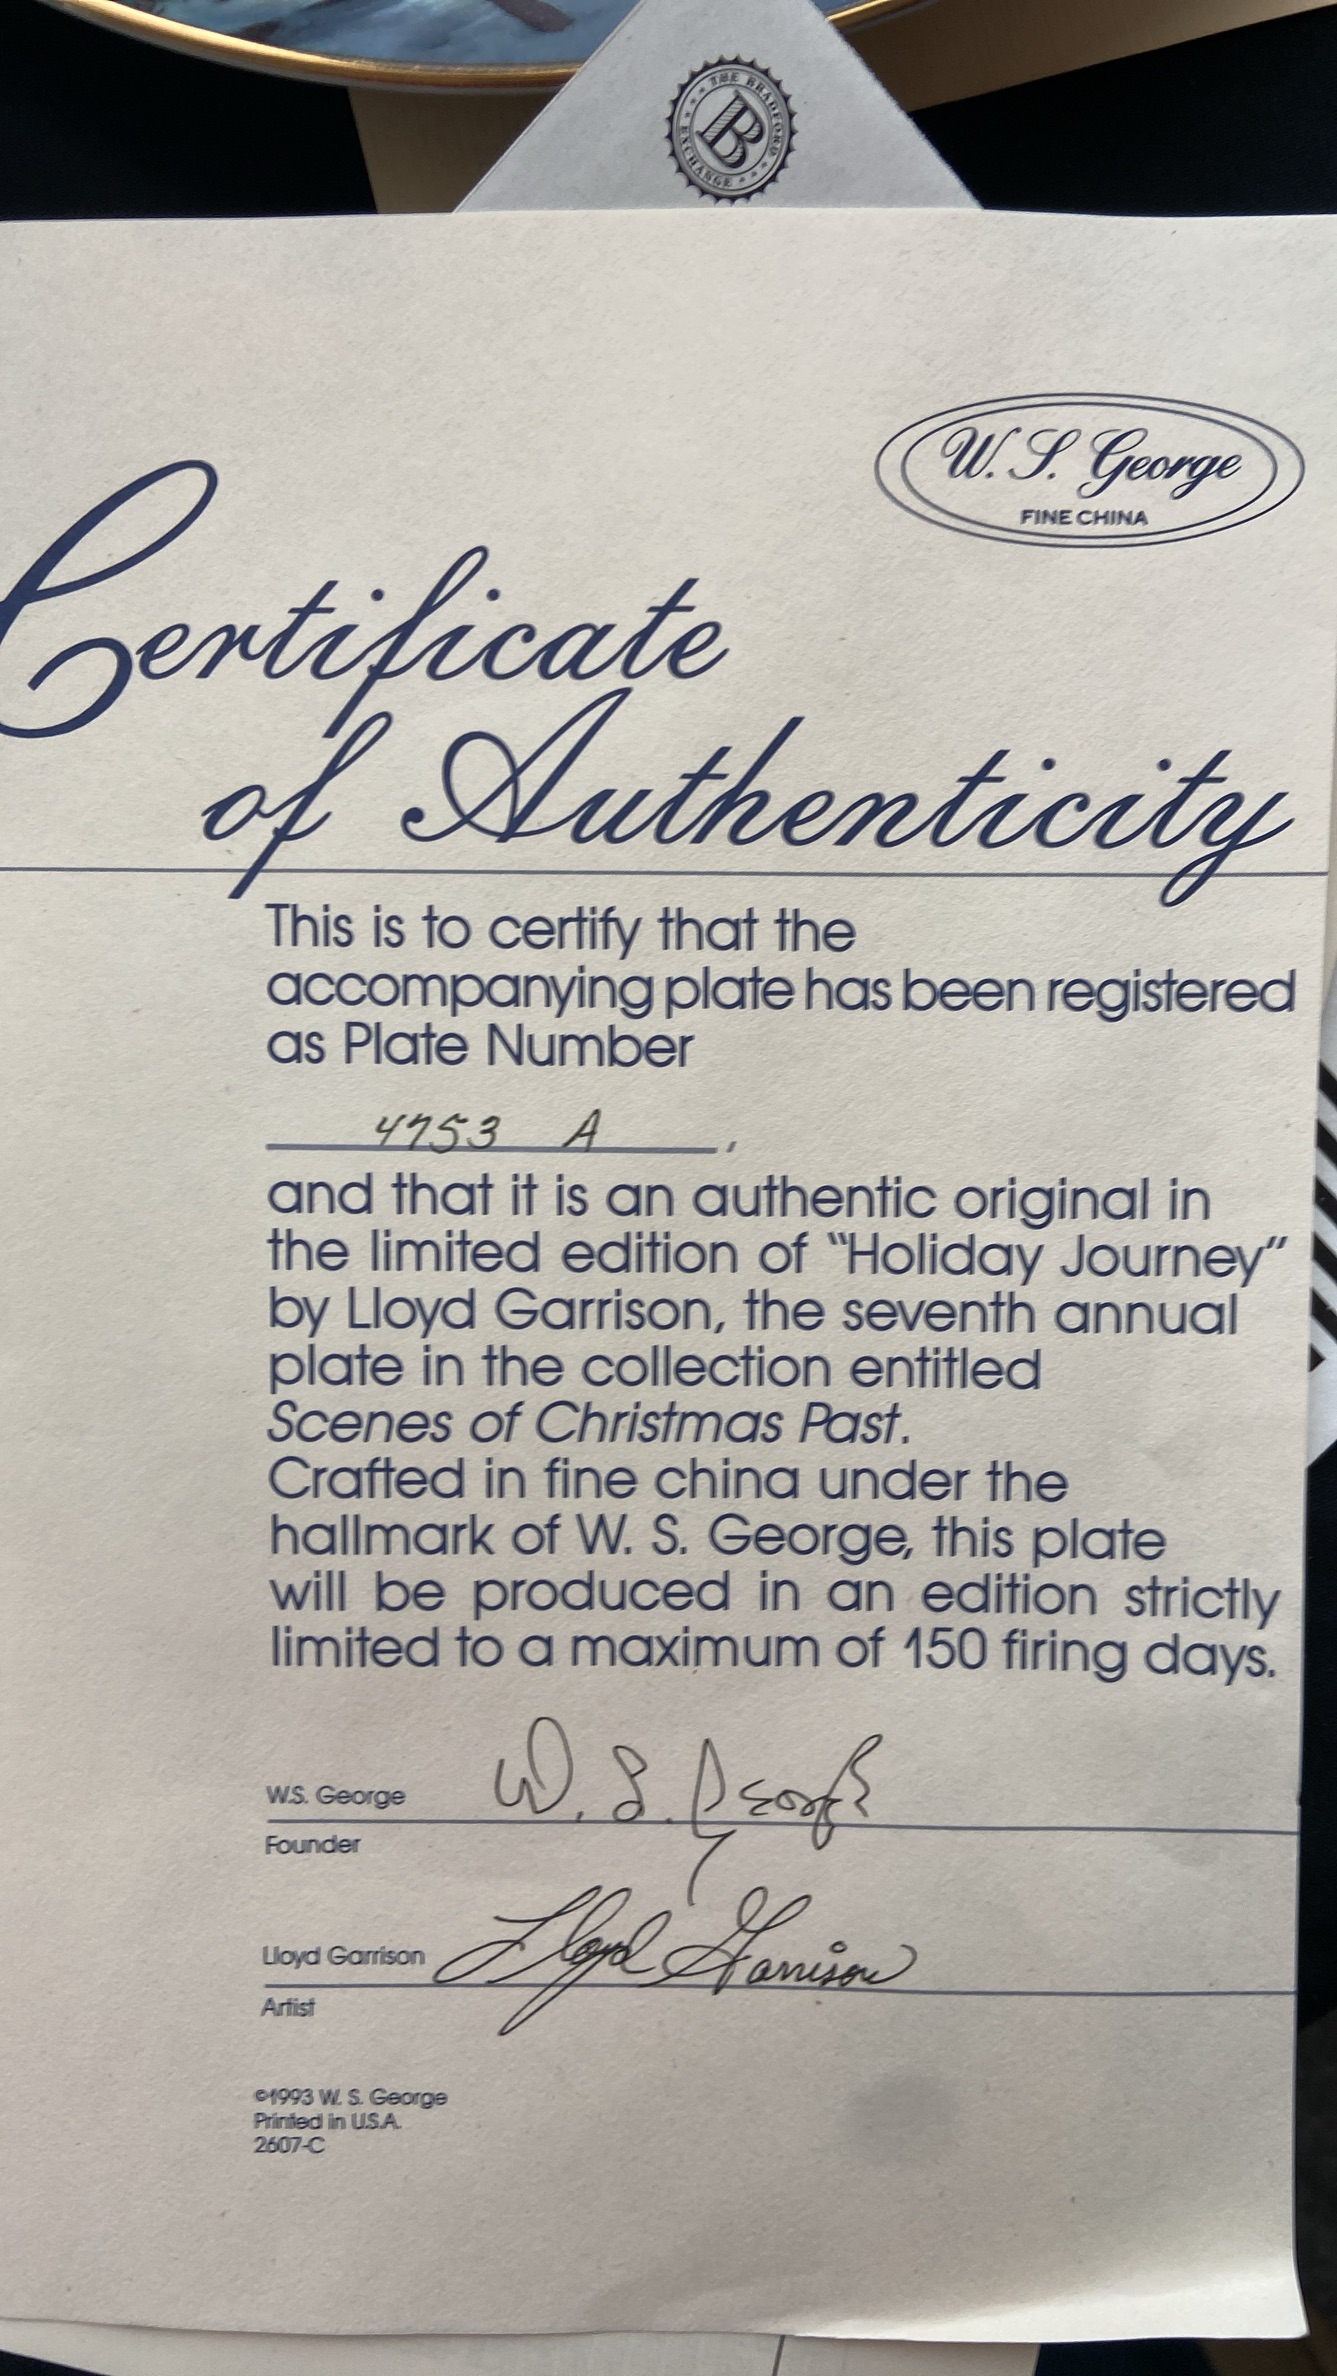 THE BRADFORD EXCHANGE
B
W. S. George
FINE CHINA
Certificate
of Authenticity
This is to certify that the
accompanying plate has been registered
as Plate Number
4753 A,
and that it is an authentic original in
the limited edition of “Holiday Journey”
by Lloyd Garrison, the seventh annual
plate in the collection entitled
Scenes of Christmas Past.
Crafted in fine china under the
hallmark of W. S. George, this plate
will be produced in an edition strictly
limited to a maximum of 150 firing days.
W.S. George W. S. George
Founder
Lloyd Garrison Lloyd Garrison
Artist
©1993 W. S. George
Printed in U.S.A.
2607-C